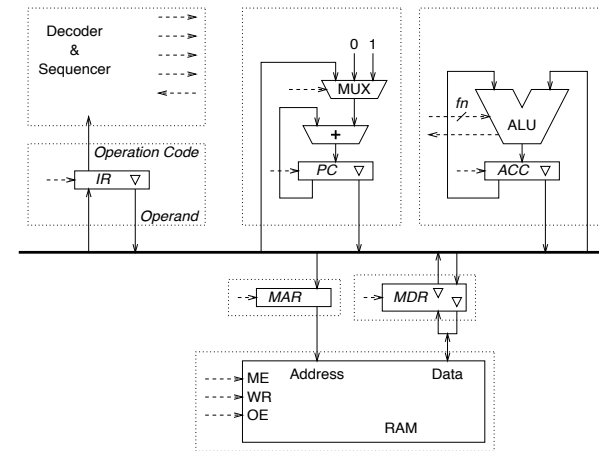 Decoder
&
Sequencer
0 1
MUX
+
fn
ALU
Operation Code
IR
PC
ACC
Operand
MAR
MDR
Address
Data
ME
WR
OE
RAM